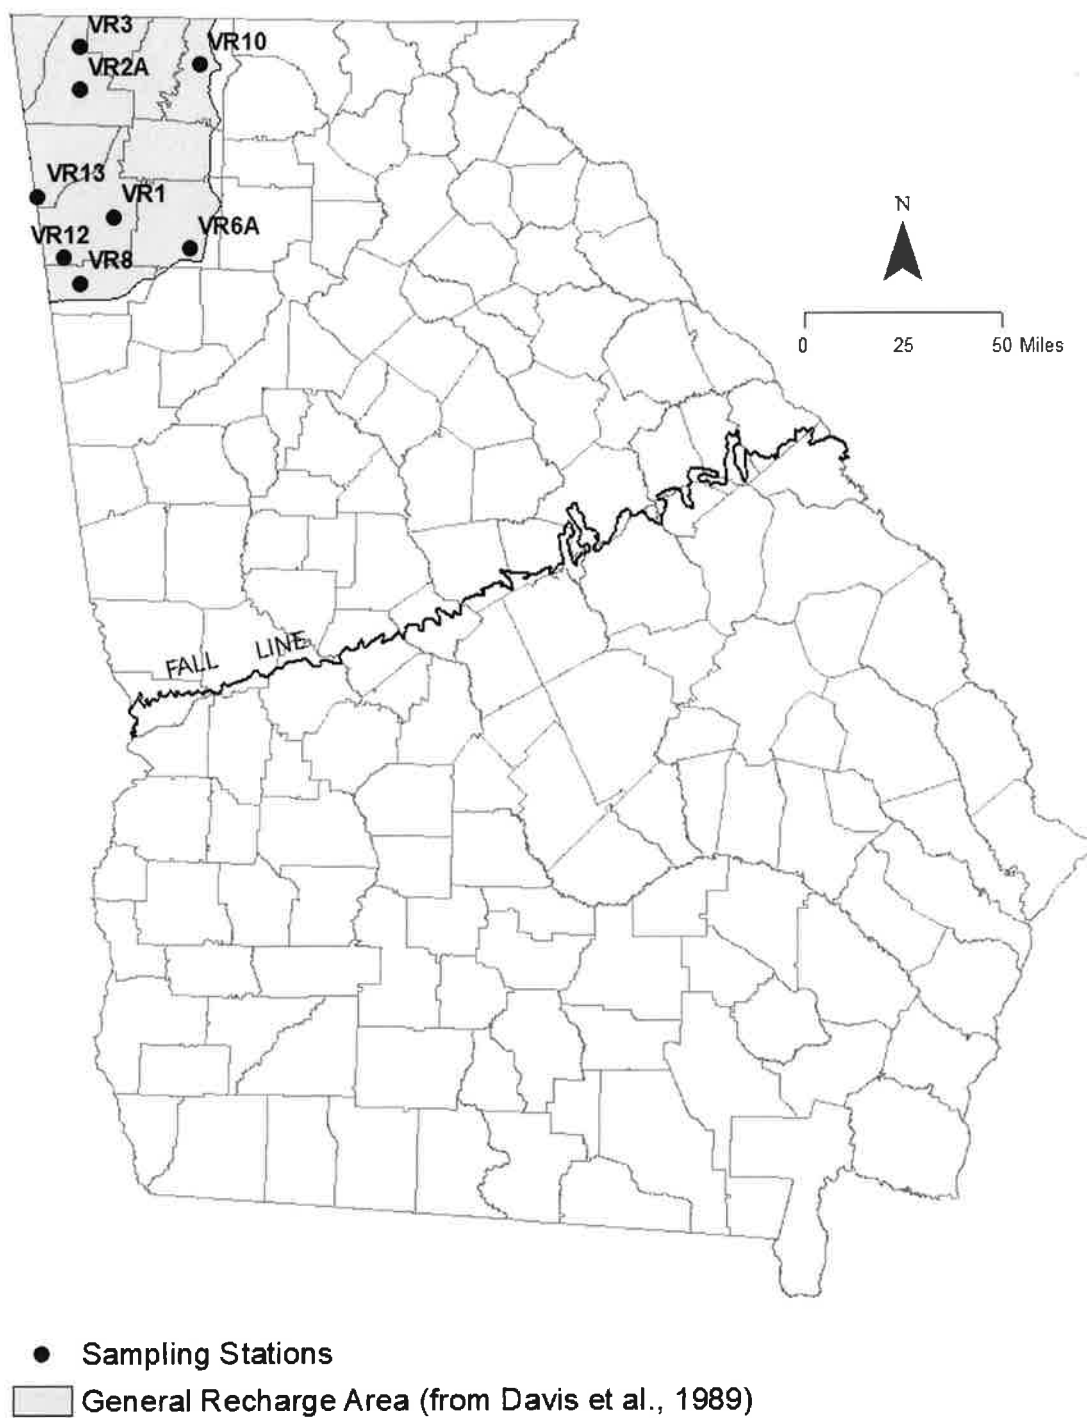 VR3
VR10
VR2A
VR13
VR1
VR12
VR6A
VR8
N
0 25 50 Miles
FALL LINE
Sampling Stations
General Recharge Area (from Davis et al., 1989)